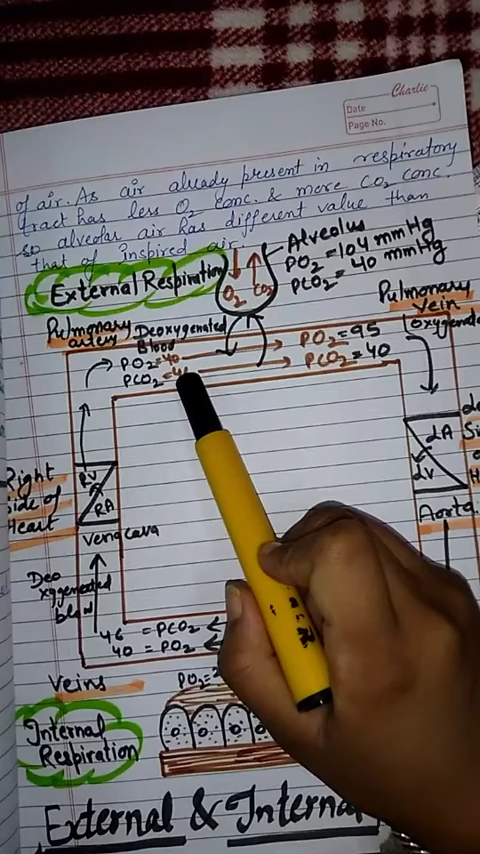 Charlie
Date
Page No.
of air. As air already present in respiratory
tract has less O2 conc. & more CO2 conc.
so alveolar air has different value than
that of inspired air.
External Respiration
O2 CO2
Alveolus
PO2 = 104 mmHg
PCO2 = 40 mmHg
Pulmonary vein
Pulmonary artery
Deoxygenated Blood
PO2 = 40
PCO2 =
PO2 = 95
PCO2 = 40
RV
RA
Right
Side of
Heart
Vena cava
LA
LV
Aorta
Deo
xygenated
blood
46 = PCO2
40 = PO2
Veins
PO2 =
Internal
Respiration
External & Internal